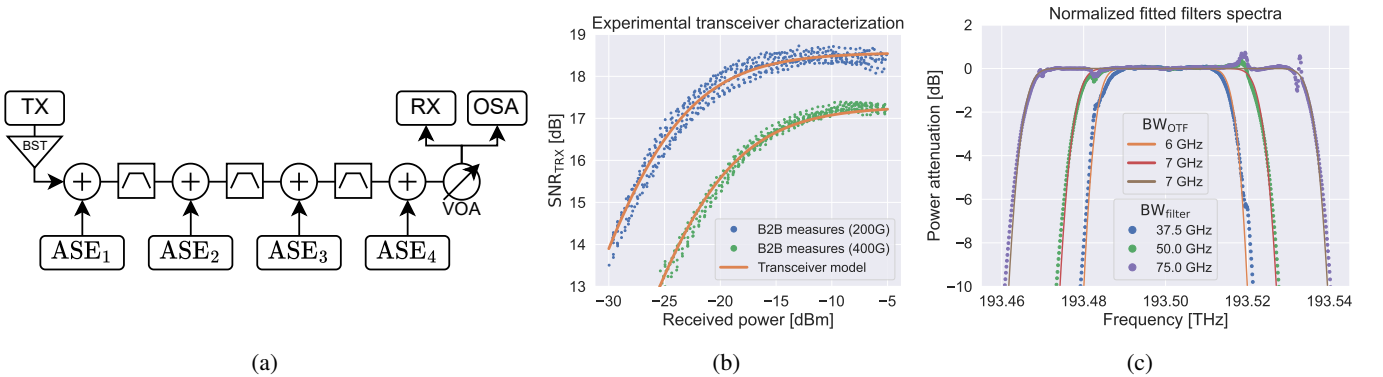 TX
BST
RX
OSA
VOA
ASE1
ASE2
ASE3
ASE4
(a)
Experimental transceiver characterization
SNRTRX [dB]
19
18
17
16
15
14
13
B2B measures (200G)
B2B measures (400G)
Transceiver model
−30
−25
−20
−15
−10
−5
Received power [dBm]
(b)
Normalized fitted filters spectra
Power attenuation [dB]
2
0
−2
−4
−6
−8
−10
BWOTF
6 GHz
7 GHz
7 GHz
BWfilter
37.5 GHz
50.0 GHz
75.0 GHz
193.46
193.48
193.50
193.52
193.54
Frequency [THz]
(c)